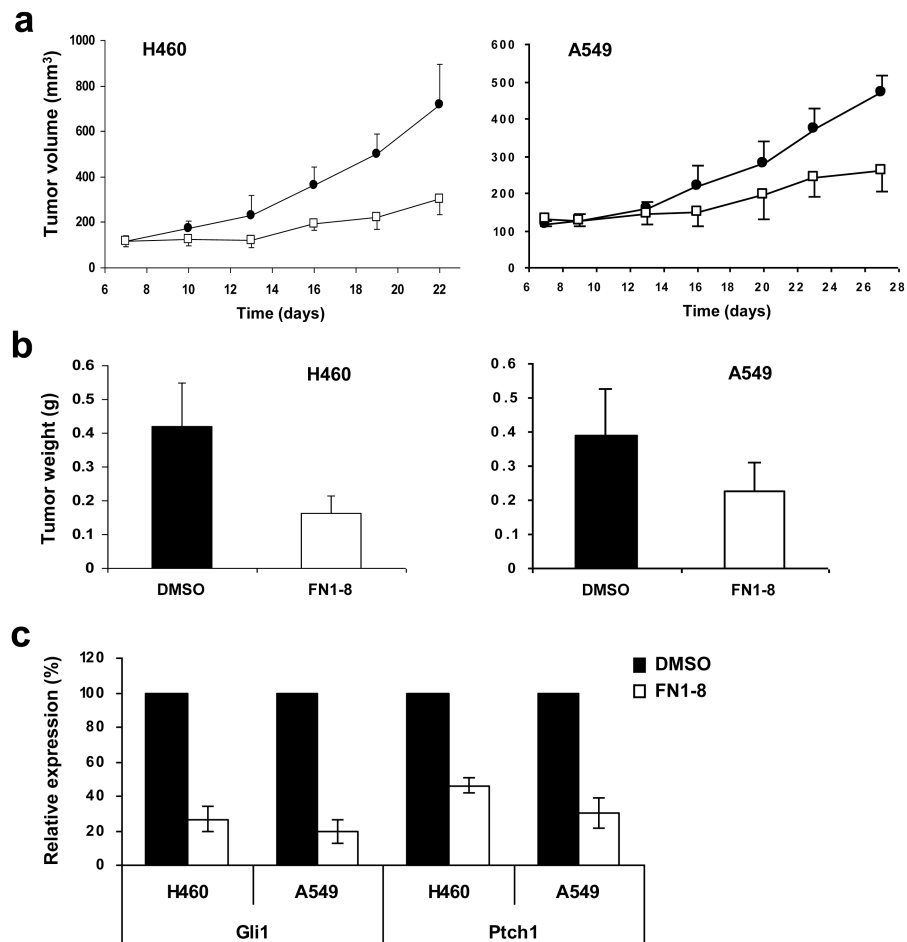 a
H460
A549
Tumor volume (mm³)
1000
800
600
400
200
0
6 8 10 12 14 16 18 20 22
Time (days)
600
500
400
300
200
100
0
6 8 10 12 14 16 18 20 22 24 26 28
Time (days)
b
H460
A549
Tumor weight (g)
0.6
0.5
0.4
0.3
0.2
0.1
0
DMSO FN1-8
0.6
0.5
0.4
0.3
0.2
0.1
0
DMSO FN1-8
c
Relative expression (%)
120
100
80
60
40
20
0
DMSO
FN1-8
H460 A549 H460 A549
Gli1 Ptch1